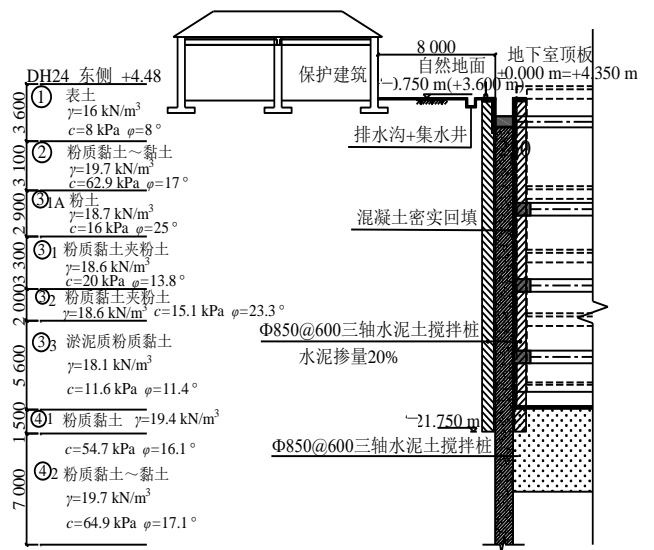 DH24 东侧 +4.48
① 表土
γ=16 kN/m³
c=8 kPa φ=8°
② 粉质黏土～黏土
γ=19.7 kN/m³
c=62.9 kPa φ=17°
③1A 粉土
γ=18.7 kN/m³
c=16 kPa φ=25°
③1 粉质黏土夹粉土
γ=18.6 kN/m³
c=20 kPa φ=13.8°
③2 粉质黏土夹粉土
γ=18.6 kN/m³ c=15.1 kPa φ=23.3°
③3 淤泥质粉质黏土
γ=18.1 kN/m³
c=11.6 kPa φ=11.4°
④1 粉质黏土 γ=19.4 kN/m³
c=54.7 kPa φ=16.1°
④2 粉质黏土～黏土
γ=19.7 kN/m³
c=64.9 kPa φ=17.1°
3 600
3 100
2 900
3 300
2 000
5 600
1 500
7 000
保护建筑
8 000
自然地面
0.750 m(+3.600 m)
地下室顶板
±0.000 m=+4.350 m
排水沟+集水井
混凝土密实回填
Φ850@600三轴水泥土搅拌桩
水泥掺量20%
21.750 m
Φ850@600三轴水泥土搅拌桩